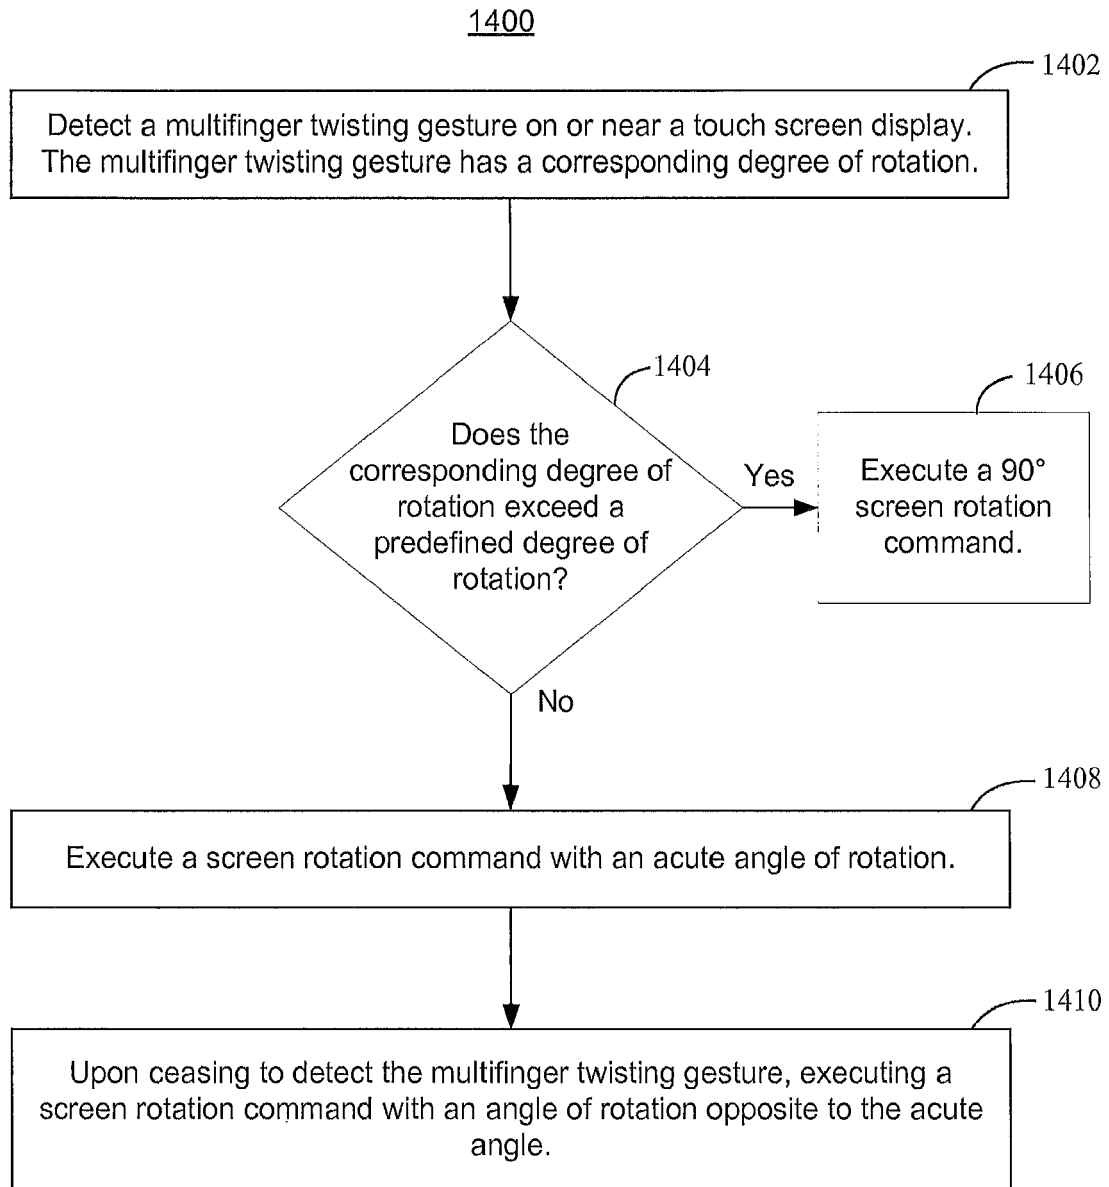 1400
1402
Detect a multifinger twisting gesture on or near a touch screen display.
The multifinger twisting gesture has a corresponding degree of rotation.
1404
Does the
corresponding degree of
rotation exceed a
predefined degree of
rotation?
Yes
1406
Execute a 90°
screen rotation
command.
No
1408
Execute a screen rotation command with an acute angle of rotation.
1410
Upon ceasing to detect the multifinger twisting gesture, executing a
screen rotation command with an angle of rotation opposite to the acute
angle.